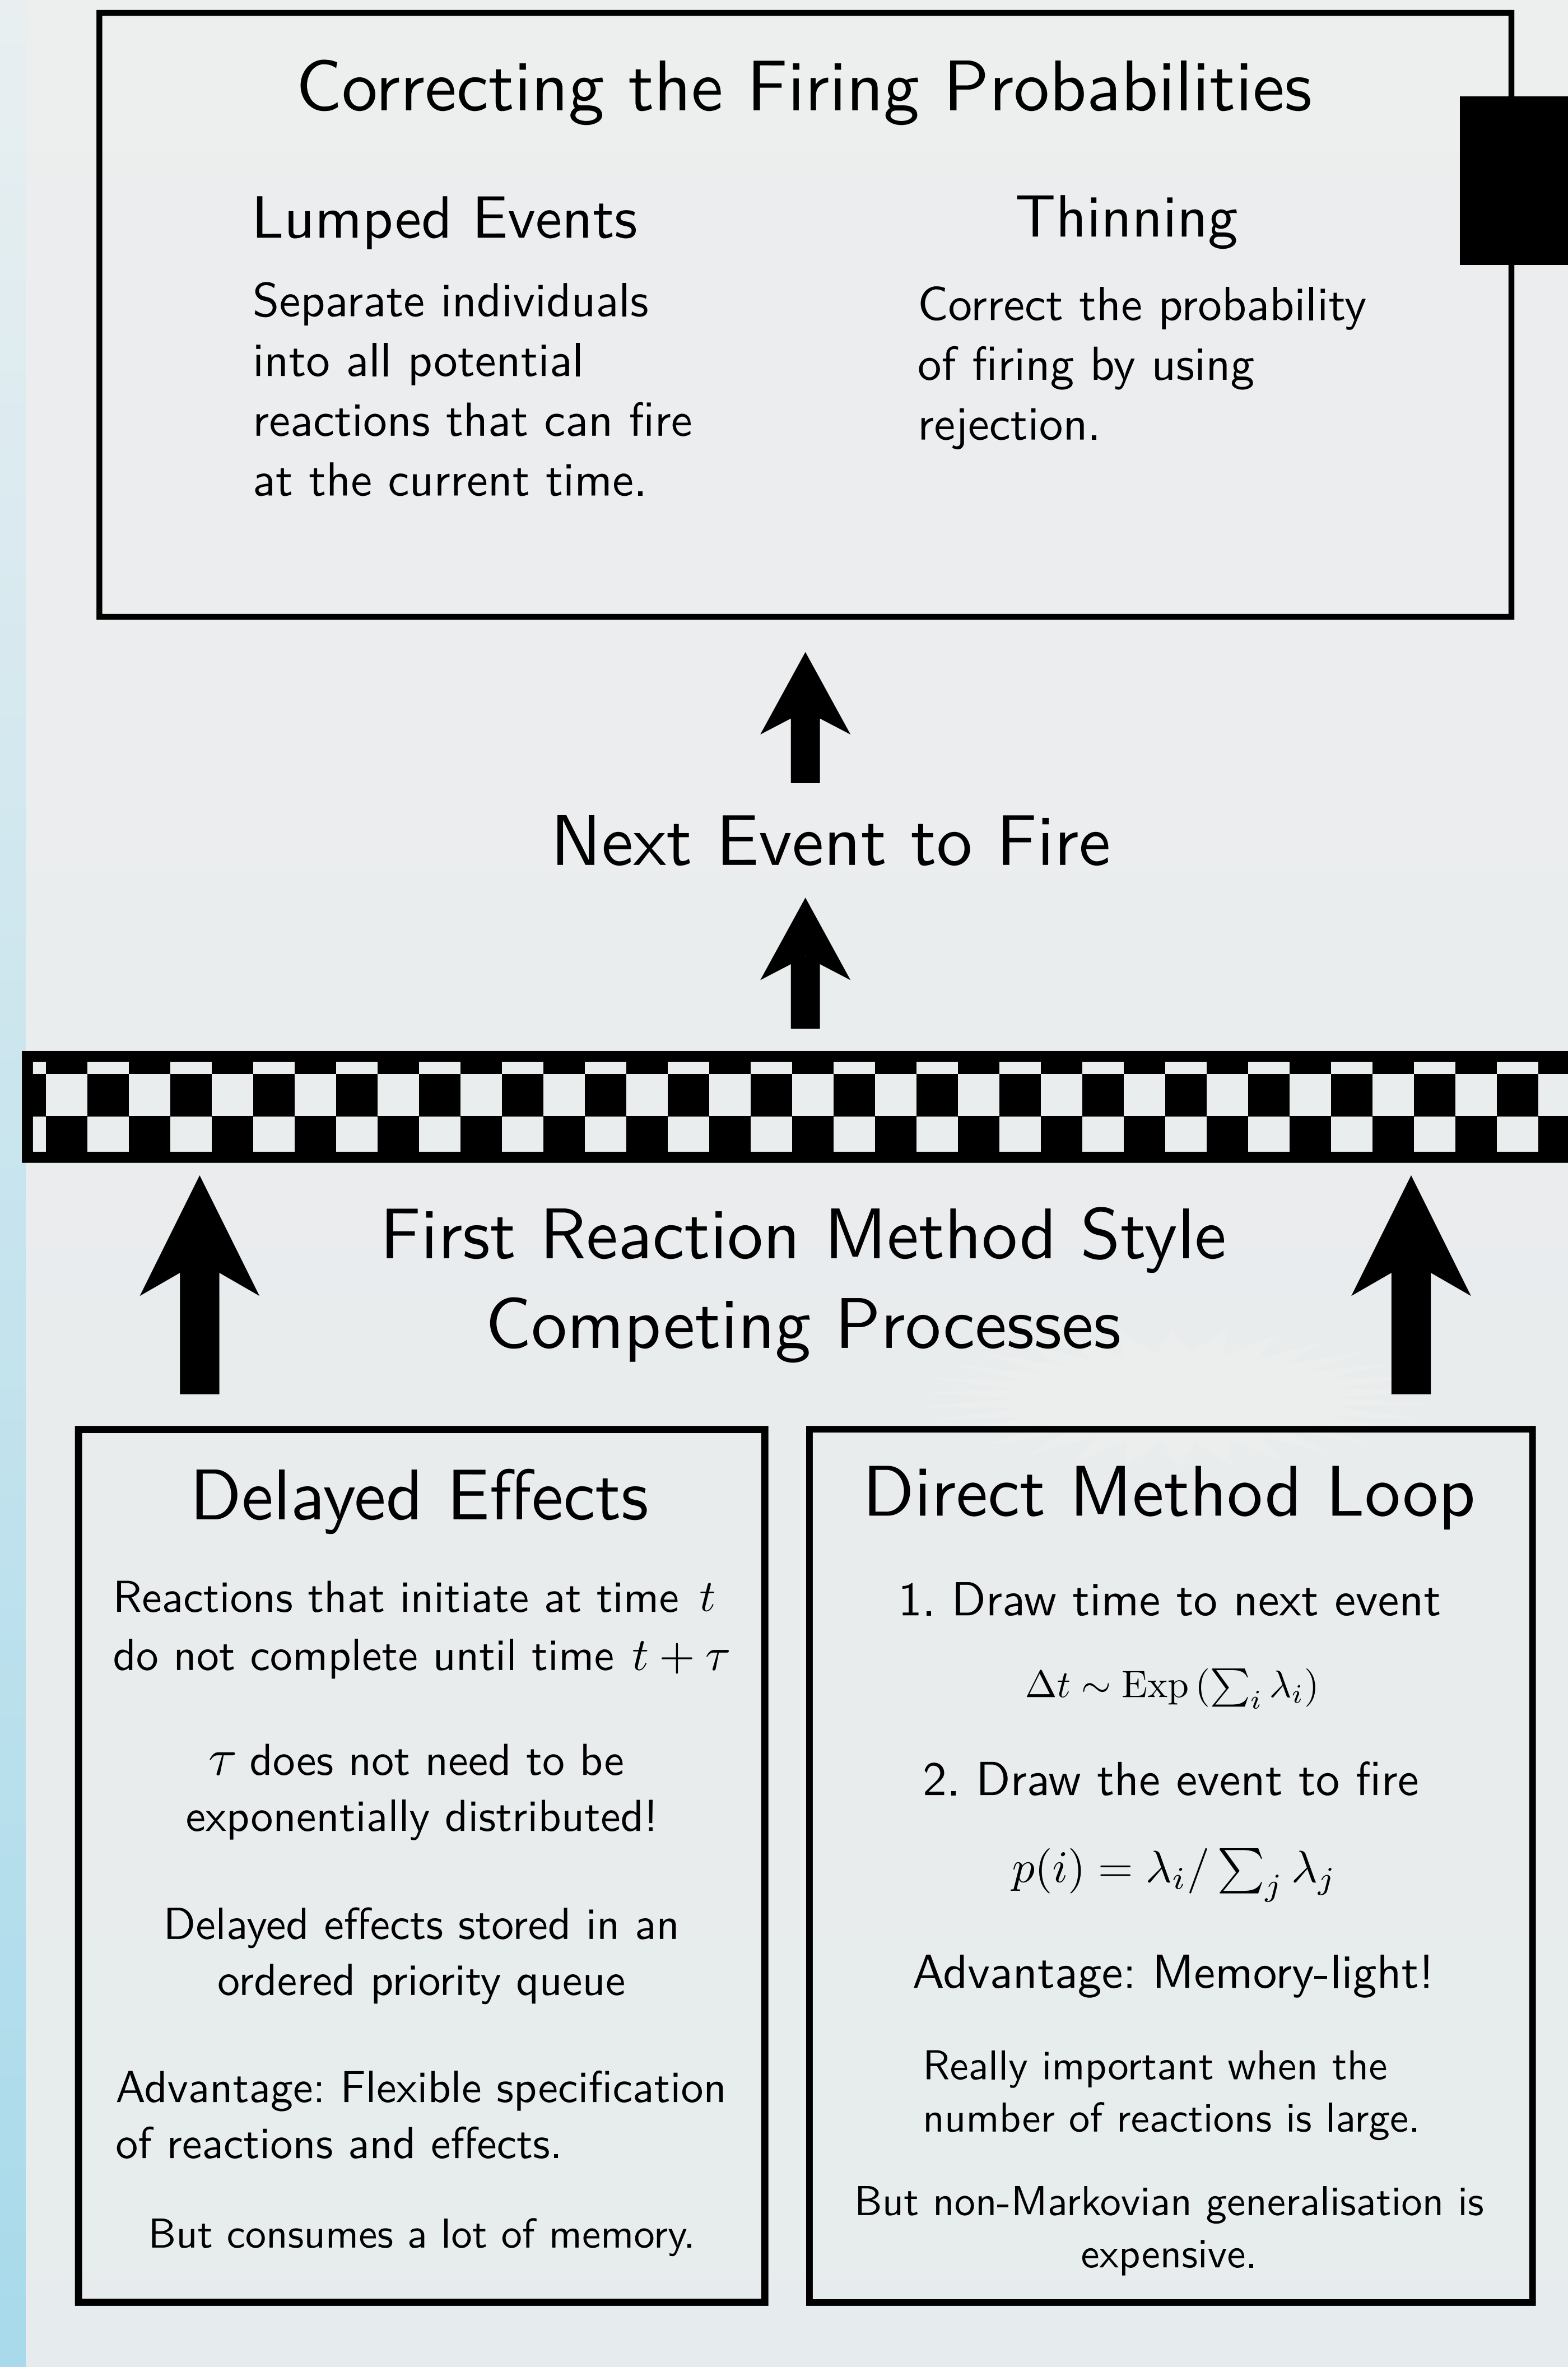 Correcting the Firing Probabilities
Lumped Events
Separate individuals
into all potential
reactions that can fire
at the current time.
Thinning
Correct the probability
of firing by using
rejection.
Next Event to Fire
First Reaction Method Style
Competing Processes
Delayed Effects
Reactions that initiate at time t
do not complete until time t + τ
τ does not need to be
exponentially distributed!
Delayed effects stored in an
ordered priority queue
Advantage: Flexible specification
of reactions and effects.
But consumes a lot of memory.
Direct Method Loop
1. Draw time to next event
Δt ∼ Exp (∑_i λ_i)
2. Draw the event to fire
p(i) = λ_i/ ∑_j λ_j
Advantage: Memory-light!
Really important when the
number of reactions is large.
But non-Markovian generalisation is
expensive.